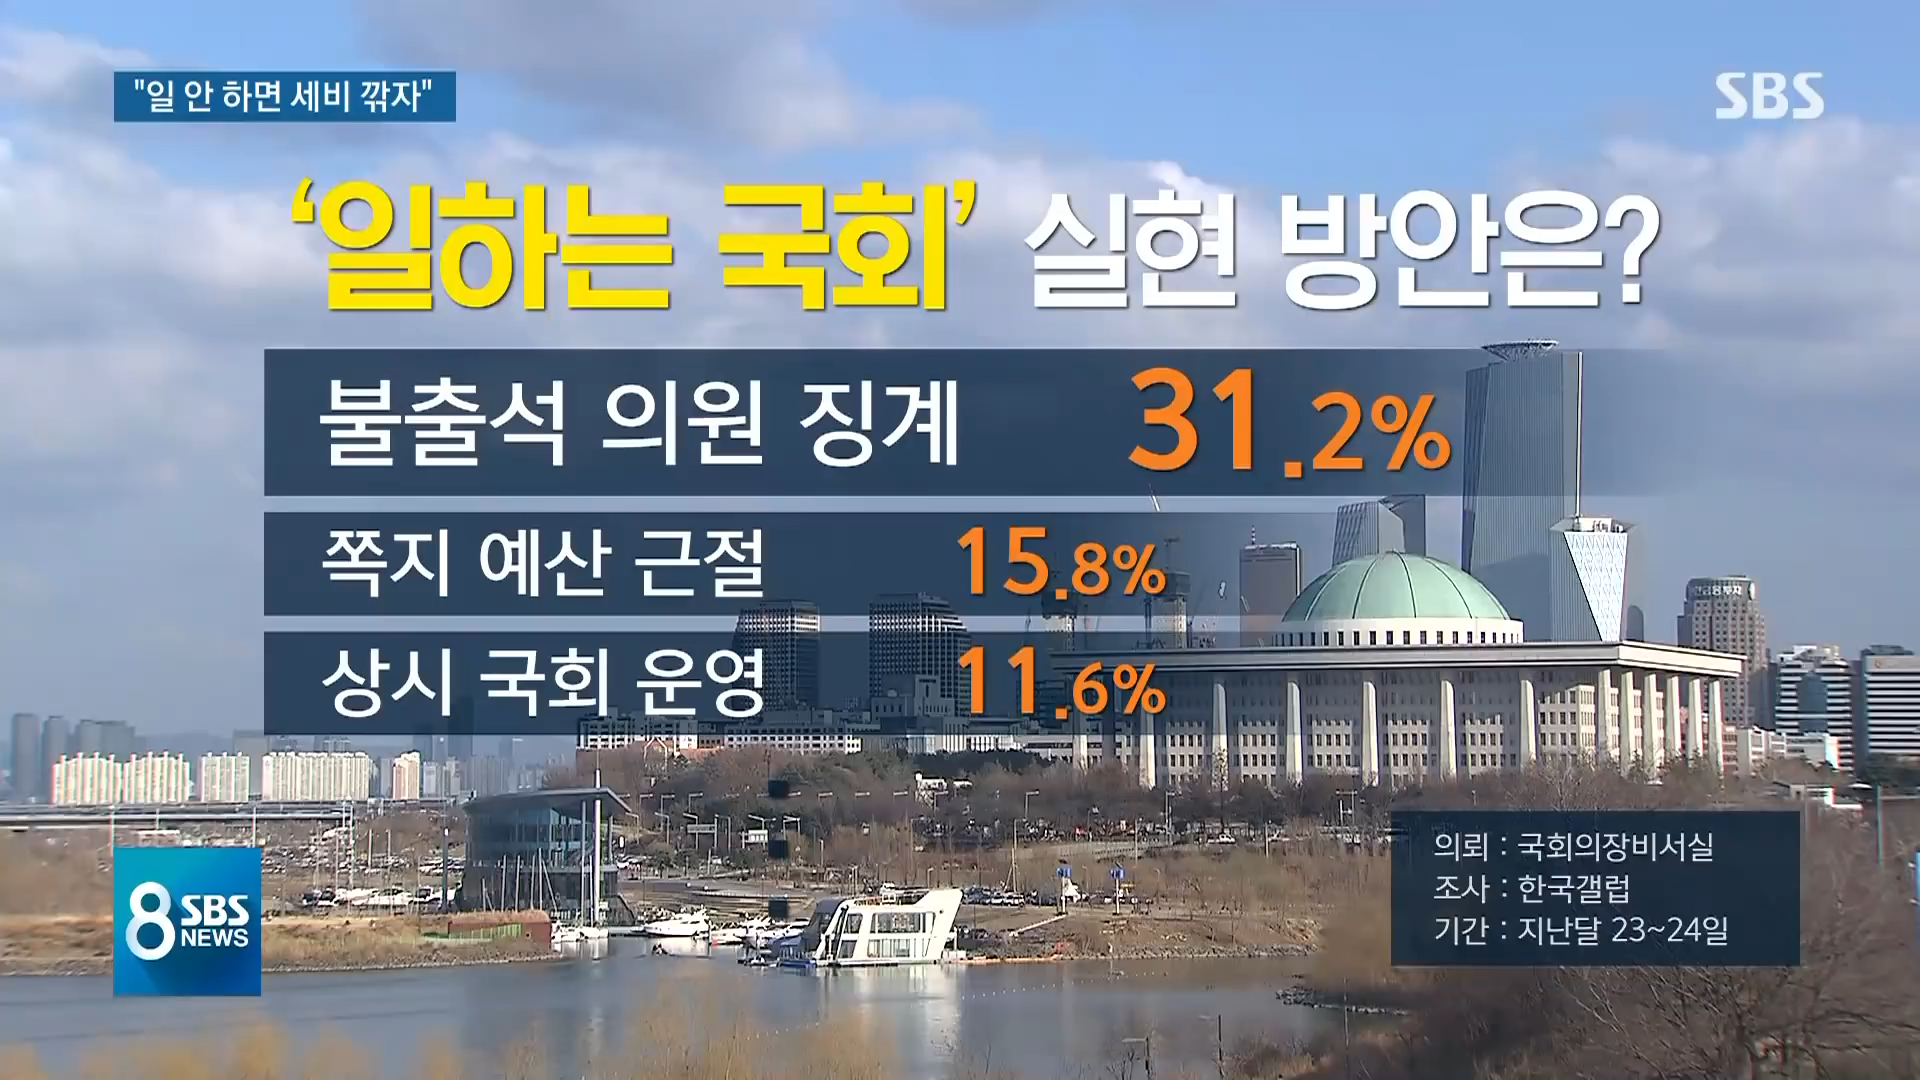 "일 안 하면 세비 깎자"
SBS
‘일하는 국회’ 실현 방안은?
불출석 의원 징계 31.2%
쪽지 예산 근절 15.8%
상시 국회 운영 11.6%
의뢰 : 국회의장비서실
조사 : 한국갤럽
기간 : 지난달 23~24일
8 SBS
NEWS